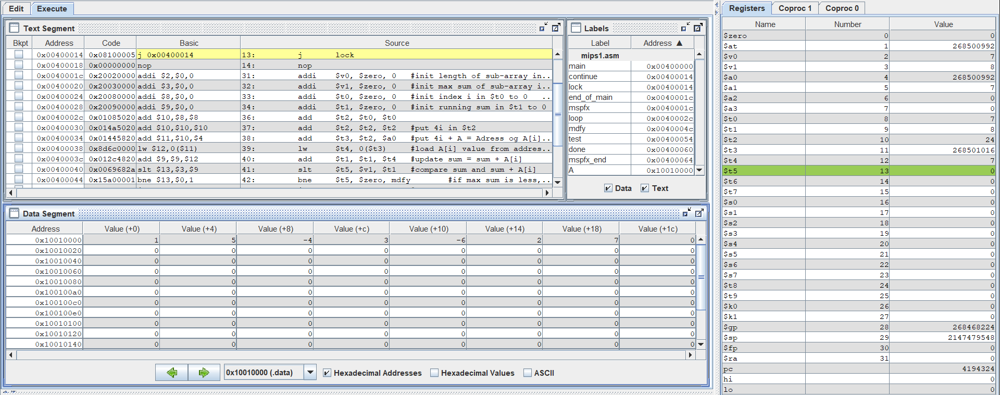 Edit Execute
Text Segment
Bkpt Address Code Basic Source
0x00400014 0x08100005 j 0x00400014 13: j lock
0x00400018 0x00000000 nop 14: nop
0x0040001c 0x20020000 addi $2,$0,0 31: addi $v0, $zero, 0 #init length of sub-array in...
0x00400020 0x20030000 addi $3,$0,0 32: addi $v1, $zero, 0 #init max sum of sub-array i...
0x00400024 0x20080000 addi $8,$0,0 33: addi $t0, $zero, 0 #init index i in $t0 to 0 ...
0x00400028 0x20090000 addi $9,$0,0 34: addi $t1, $zero, 0 #init running sum in $t1 to 0
0x0040002c 0x01085020 add $10,$8,$8 36: add $t2, $t0, $t0
0x00400030 0x014a5020 add $10,$10,$10 37: add $t2, $t2, $t2 #put 4i in $t2
0x00400034 0x01445820 add $11,$10,$4 38: add $t3, $t2, $a0 #put 4i + A = Adress og A[i]...
0x00400038 0x8d6c0000 lw $12,0($11) 39: lw $t4, 0($t3) #load A[i] value from addres...
0x0040003c 0x012c4820 add $9,$9,$12 40: add $t1, $t1, $t4 #update sum = sum + A[i]
0x00400040 0x0069682a slt $13,$3,$9 41: slt $t5, $v1, $t1 #compare sum and sum + A[i]
0x00400044 0x15a00001 bne $13,$0,1 42: bne $t5, $zero, mdfy #if max sum is less,...
Labels
Label Address ▲
mips1.asm
main 0x00400000
continue 0x00400014
lock 0x00400014
end_of_main 0x0040001c
mspfx 0x0040001c
loop 0x0040002c
mdfy 0x0040004c
test 0x00400054
done 0x00400060
mspfx_end 0x00400064
A 0x10010000
Data Text
Data Segment
Address Value (+0) Value (+4) Value (+8) Value (+c) Value (+10) Value (+14) Value (+18) Value (+1c)
0x10010000 1 5 -4 3 -6 2 7 0
0x10010020 0 0 0 0 0 0 0 0
0x10010040 0 0 0 0 0 0 0 0
0x10010060 0 0 0 0 0 0 0 0
0x10010080 0 0 0 0 0 0 0 0
0x100100a0 0 0 0 0 0 0 0 0
0x100100c0 0 0 0 0 0 0 0 0
0x100100e0 0 0 0 0 0 0 0 0
0x10010100 0 0 0 0 0 0 0 0
0x10010120 0 0 0 0 0 0 0 0
0x10010140 0 0 0 0 0 0 0 0
0x10010000 (.data) Hexadecimal Addresses Hexadecimal Values ASCII
Registers Coproc 1 Coproc 0
Name Number Value
$zero 0 0
$at 1 268500992
$v0 2 7
$v1 3 8
$a0 4 268500992
$a1 5 7
$a2 6 0
$a3 7 0
$t0 8 7
$t1 9 8
$t2 10 24
$t3 11 268501016
$t4 12 7
$t5 13 0
$t6 14 0
$t7 15 0
$s0 16 0
$s1 17 0
$s2 18 0
$s3 19 0
$s4 20 0
$s5 21 0
$s6 22 0
$s7 23 0
$t8 24 0
$t9 25 0
$k0 26 0
$k1 27 0
$gp 28 268468224
$sp 29 2147479548
$fp 30 0
$ra 31 0
pc 4194324
hi 0
lo 0